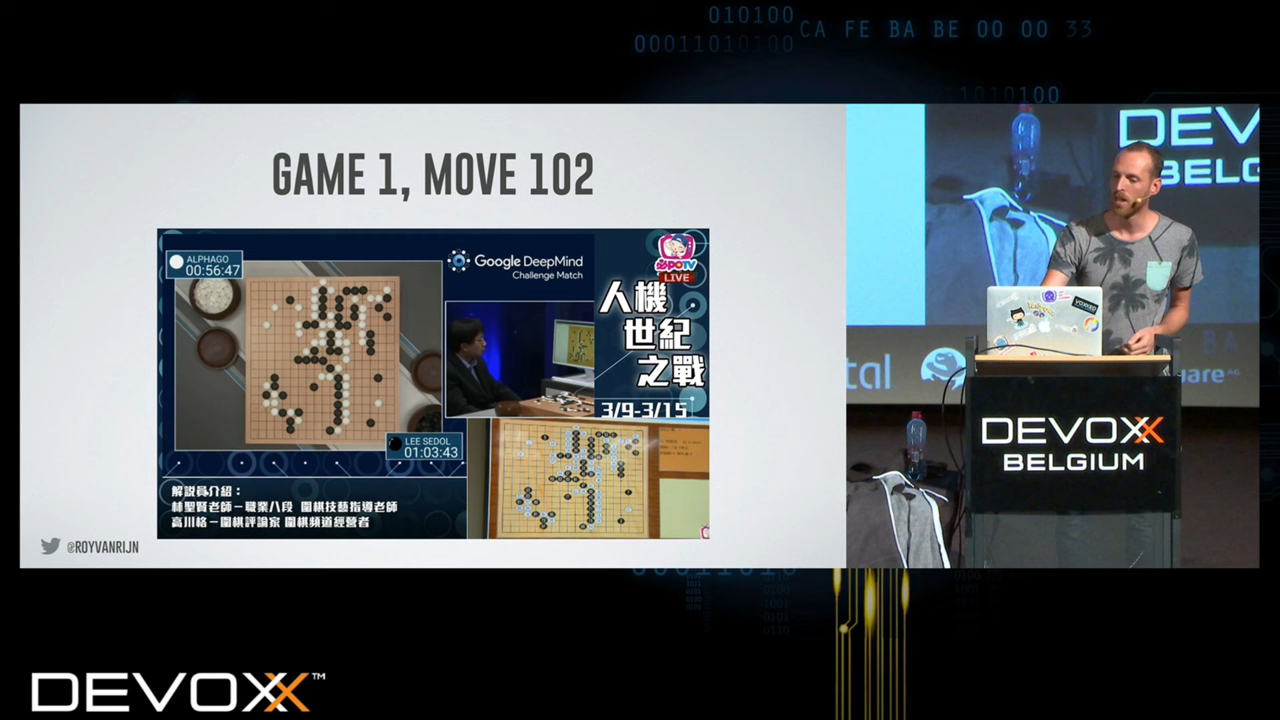 010100
00011010100
CA FE BA BE 00 00 33
1010100
GAME 1, MOVE 102
ALPHAGO
00:56:47
Google DeepMind
Challenge Match
LIVE
人機
世紀
之戰
3/9-3/15
LEE SEDOL
01:03:43
解說員介紹：
林聖賢老師－職業八段 圍棋技藝指導老師
高川格－圍棋評論家 圍棋頻道經營者
@ROYVANRIJN
DEV
BELG
tal
uare
DEVOXX
BELGIUM
DEVOXX™